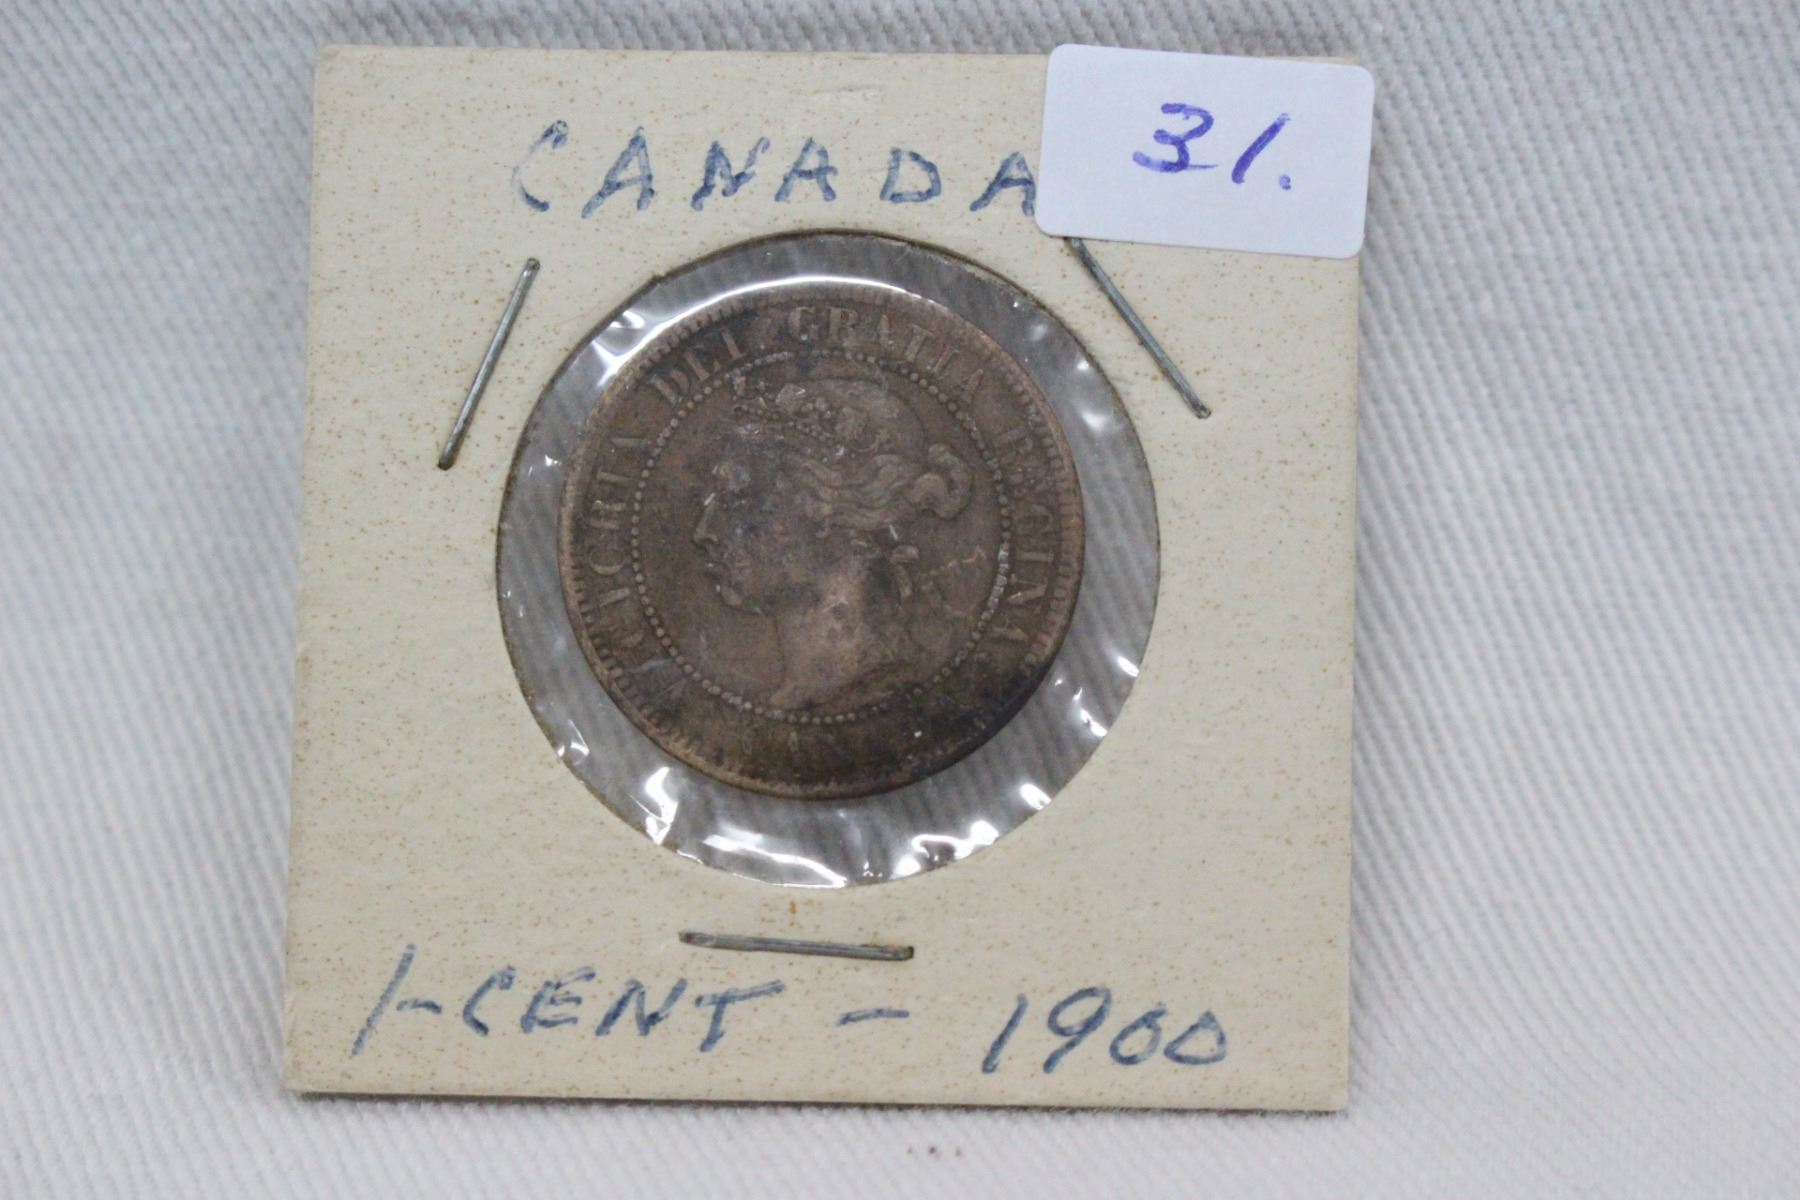 CANADA
31.
VICTORIA DEI GRATIA REGINA
1-CENT - 1900